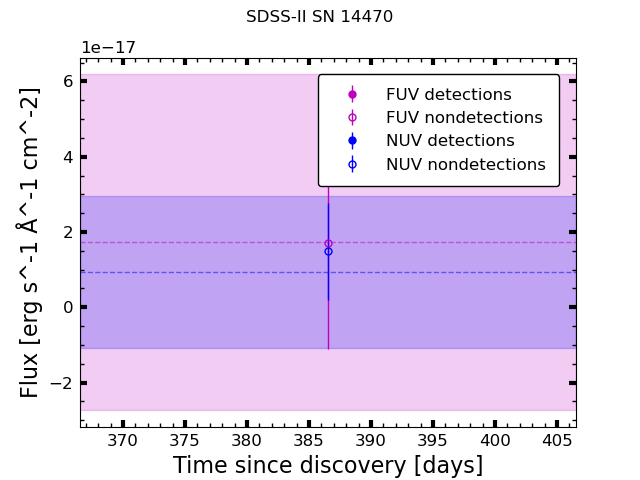 SDSS-II SN 14470
1e−17
6
4
2
0
−2
Flux [erg s^-1 Å^-1 cm^-2]
FUV detections
FUV nondetections
NUV detections
NUV nondetections
370 375 380 385 390 395 400 405
Time since discovery [days]